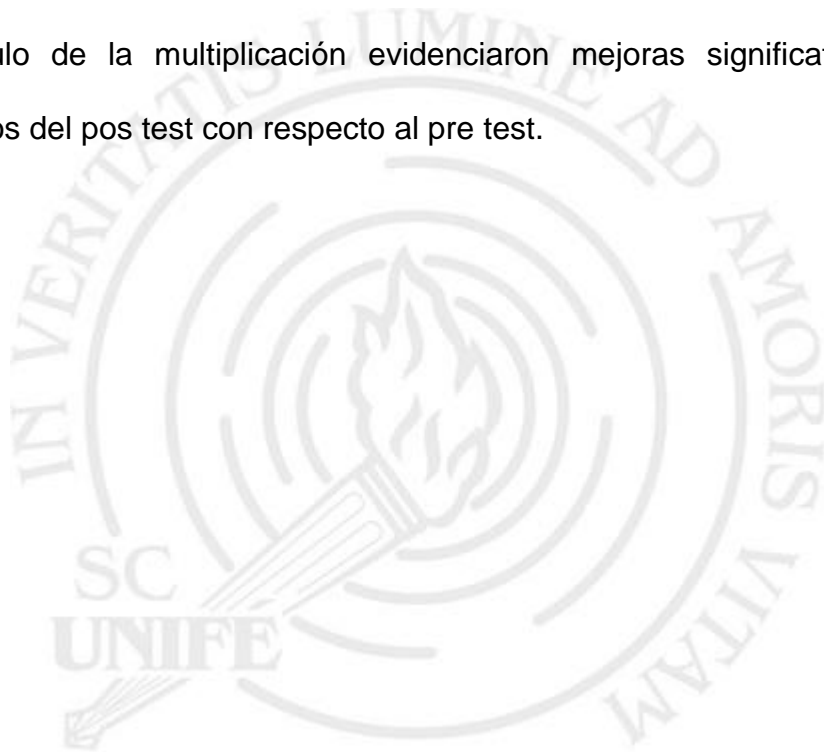 ulo de la multiplicación evidenciaron mejoras significat
os del pos test con respecto al pre test.
IN VERITATIS LUMINE AD AMORIS VITAM
SC
UNIFE